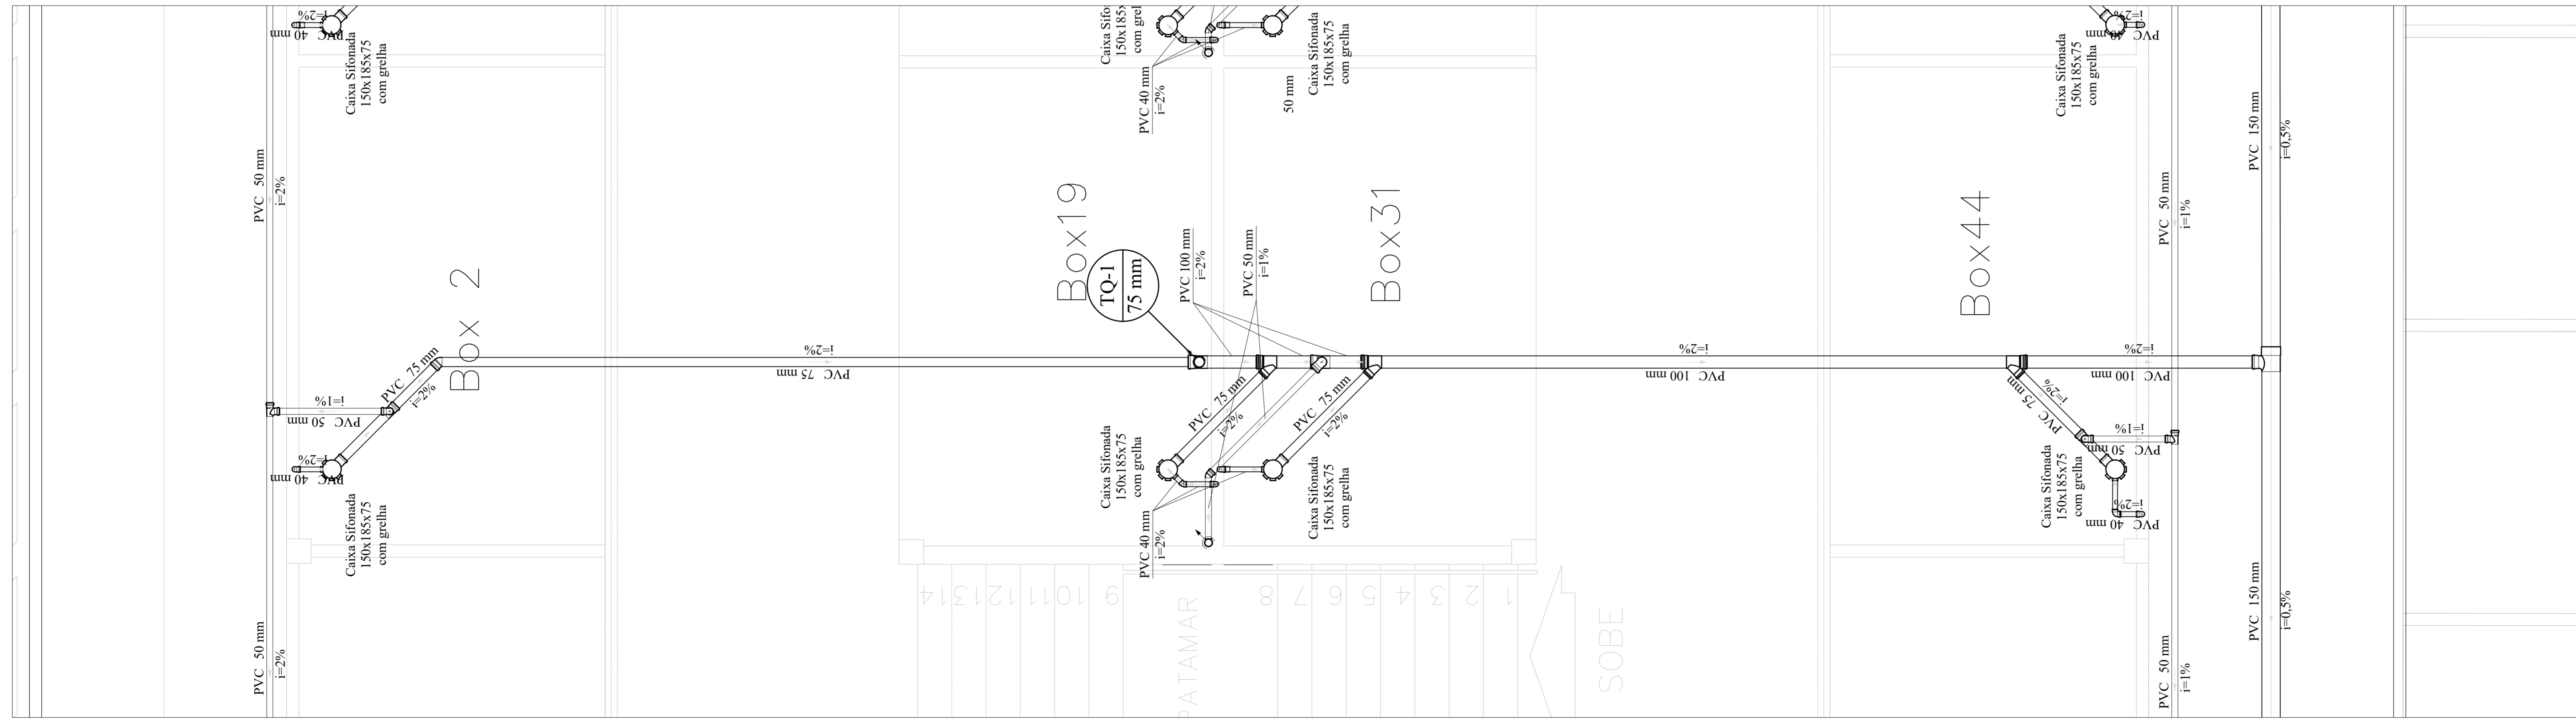 i=2%
PVC 40 mm
Caixa Sifonada
150x185x75
com grelha
PVC 50 mm
i=2%
Box 2
PVC 75 mm
i=2%
i=1%
PVC 50 mm
i=2%
PVC 40 mm
Caixa Sifonada
150x185x75
com grelha
PVC 50 mm
i=2%
i=2%
PVC 75 mm
com grel
PVC 40 mm
i=2%
Caixa Sifonada
150x185x75
com grelha
50 mm
Box19
TQ-1
75 mm
PVC 100 mm
i=2%
PVC 50 mm
i=1%
Box31
PVC 75 mm
i=2%
PVC 75 mm
i=2%
Caixa Sifonada
150x185x75
com grelha
Caixa Sifonada
150x185x75
com grelha
PVC 40 mm
i=2%
14
13
12
11
10
9
8
7
6
5
4
3
2
1
PATAMAR
SOBE
i=2%
PVC 100 mm
i=2%
PVC 40 mm
Caixa Sifonada
150x185x75
com grelha
Box44
PVC 50 mm
i=1%
PVC 150 mm
i=0,5%
i=2%
PVC 100 mm
PVC 75 mm
i=2%
i=1%
PVC 50 mm
Caixa Sifonada
150x185x75
com grelha
i=2%
PVC 40 mm
PVC 50 mm
i=1%
PVC 150 mm
i=0,5%